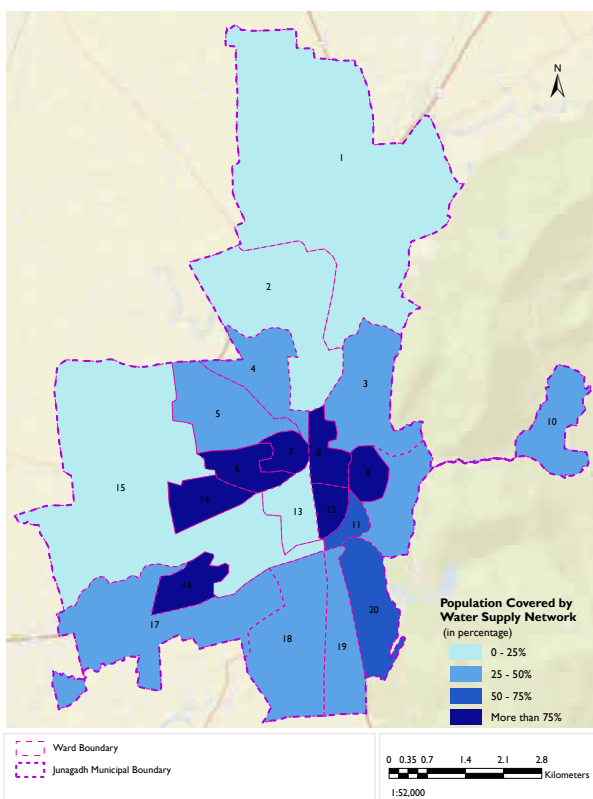 N
1
2
4
3
5
10
7
8
6
9
15
14
12
13
11
16
17
20
18
19
Population Covered by
Water Supply Network
(in percentage)
0 - 25%
25 - 50%
50 - 75%
More than 75%
Ward Boundary
Junagadh Municipal Boundary
0 0.35 0.7 1.4 2.1 2.8
Kilometers
1:52,000